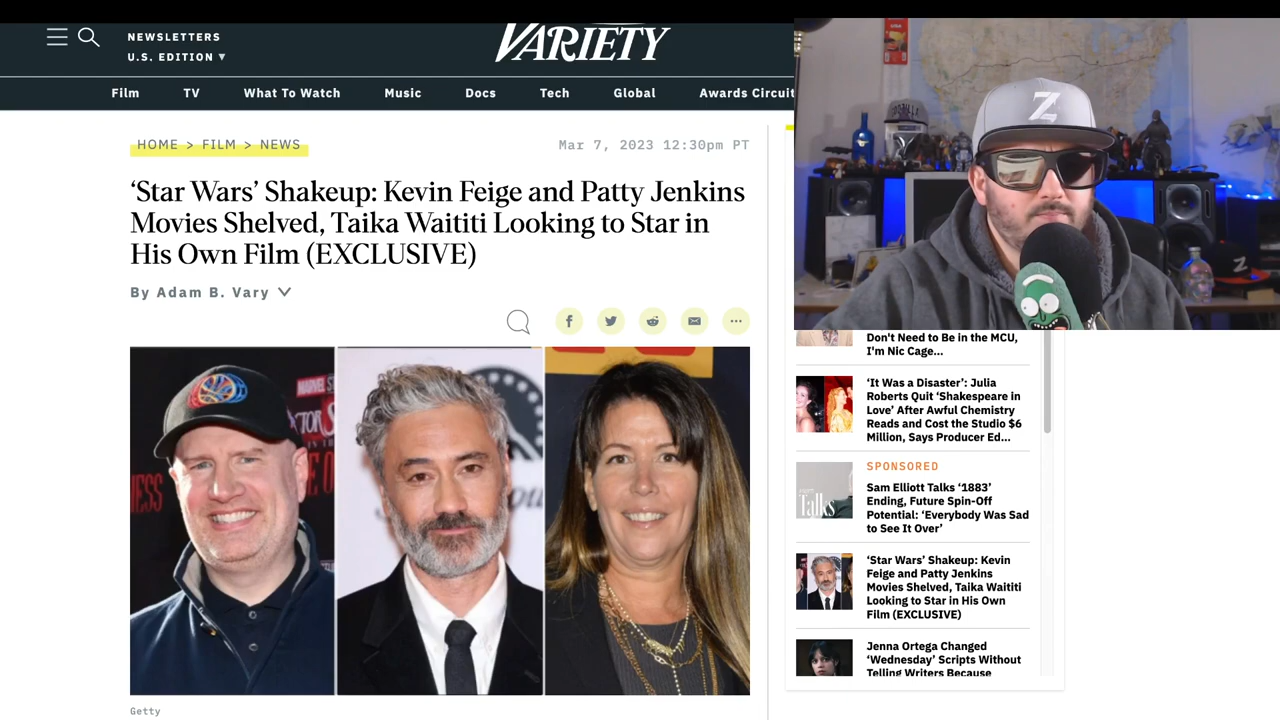 NEWSLETTERS
U.S. EDITION ▼
VARIETY
Film TV What To Watch Music Docs Tech Global Awards Circuit
HOME > FILM > NEWS
Mar 7, 2023 12:30pm PT
‘Star Wars’ Shakeup: Kevin Feige and Patty Jenkins
Movies Shelved, Taika Waititi Looking to Star in
His Own Film (EXCLUSIVE)
By Adam B. Vary
MARVEL
Getty
Z
Don't Need to Be in the MCU,
I'm Nic Cage...
‘It Was a Disaster’: Julia
Roberts Quit ‘Shakespeare in
Love’ After Awful Chemistry
Reads and Cost the Studio $6
Million, Says Producer Ed...
SPONSORED
Talks
Sam Elliott Talks ‘1883’
Ending, Future Spin-Off
Potential: ‘Everybody Was Sad
to See It Over’
‘Star Wars’ Shakeup: Kevin
Feige and Patty Jenkins
Movies Shelved, Taika Waititi
Looking to Star in His Own
Film (EXCLUSIVE)
Jenna Ortega Changed
‘Wednesday’ Scripts Without
Telling Writers Because